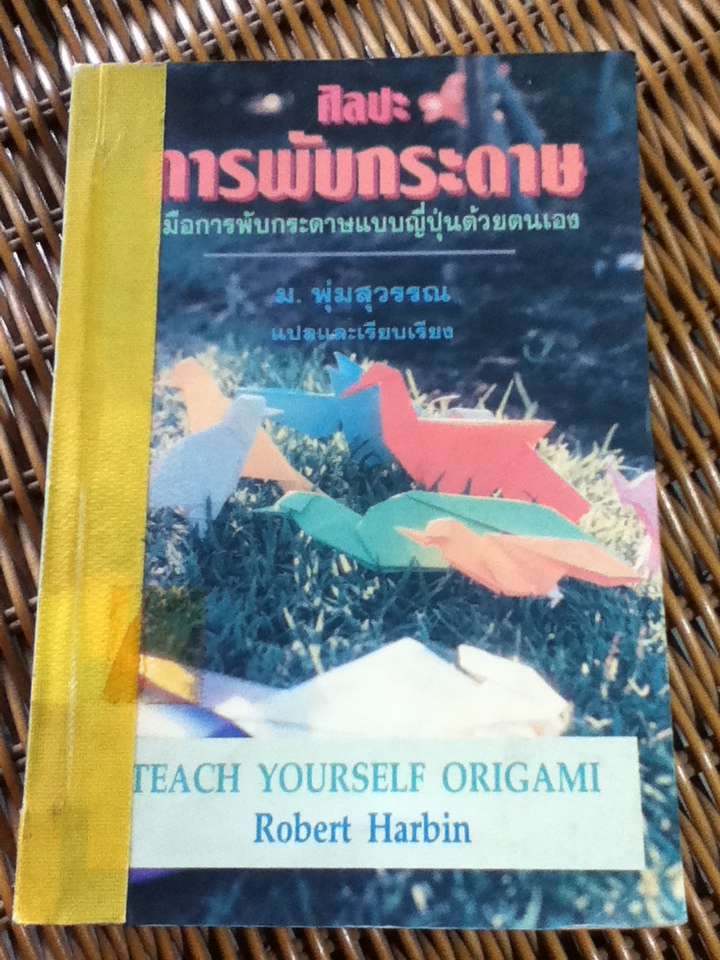 ศิลปะ
การพับกระดาษ
มือการพับกระดาษแบบญี่ปุ่นด้วยตนเอง
ม. พุ่มสุวรรณ
แปลและเรียบเรียง
TEACH YOURSELF ORIGAMI
Robert Harbin